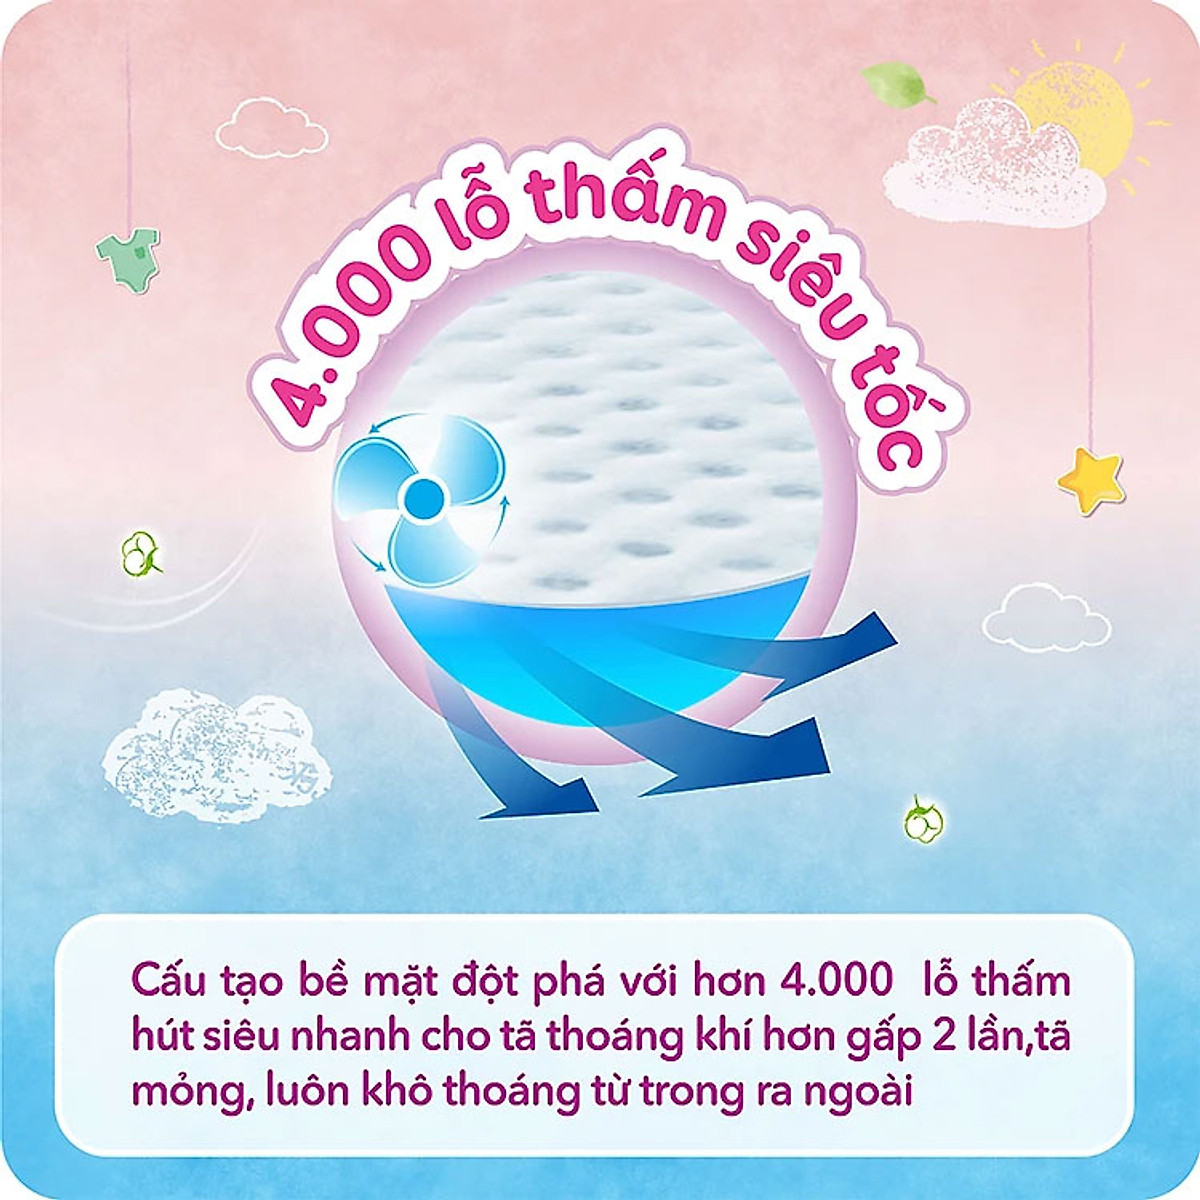 4.000 lỗ thấm siêu tốc
Cấu tạo bề mặt đột phá với hơn 4.000 lỗ thấm
hút siêu nhanh cho tã thoáng khí hơn gấp 2 lần,tã
mỏng, luôn khô thoáng từ trong ra ngoài